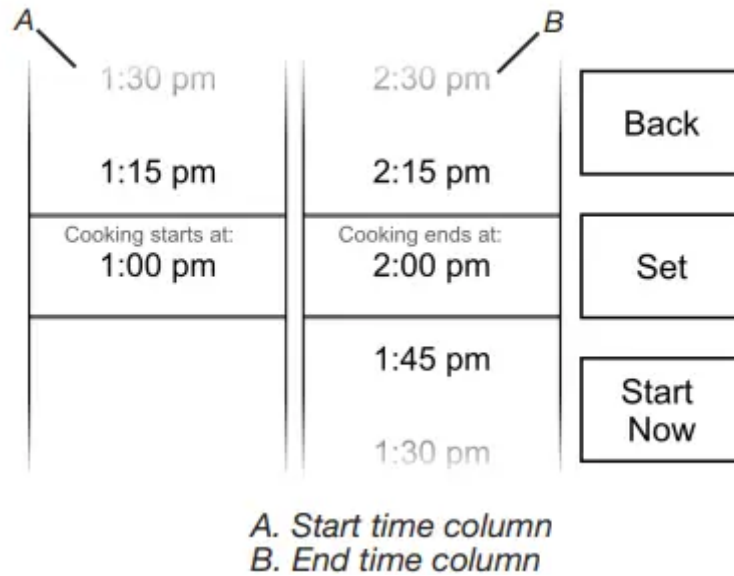 A
B
1:30 pm
2:30 pm
Back
1:15 pm
2:15 pm
Cooking starts at:
1:00 pm
Cooking ends at:
2:00 pm
Set
1:45 pm
1:30 pm
Start
Now
A. Start time column
B. End time column